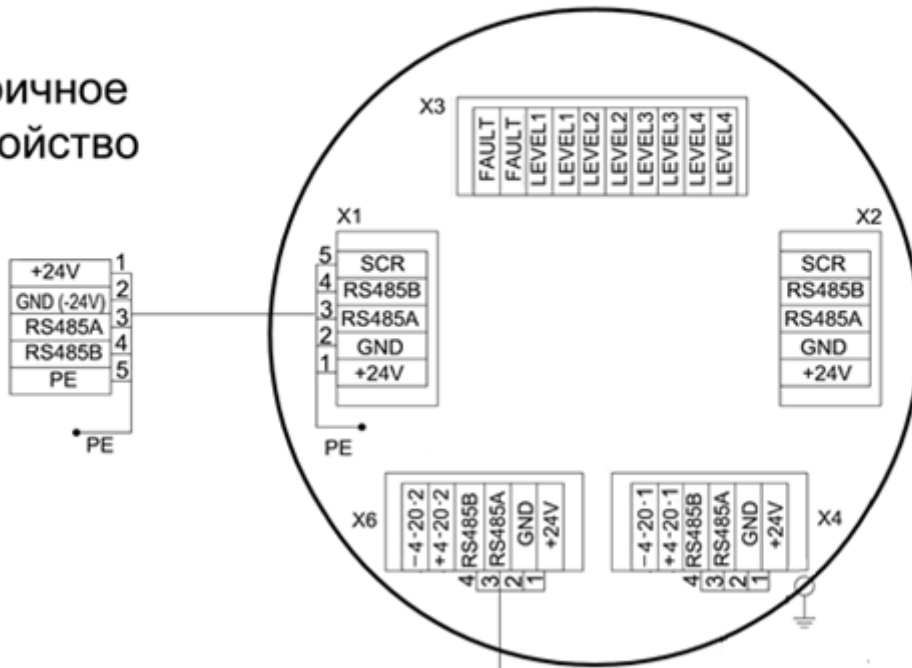 ричное
ойство
X3
FAULT
FAULT
LEVEL1
LEVEL1
LEVEL2
LEVEL2
LEVEL3
LEVEL3
LEVEL4
LEVEL4
+24V 1
GND (-24V) 2
RS485A 3
RS485B 4
PE 5
PE
X1
5 SCR
4 RS485B
3 RS485A
2 GND
1 +24V
PE
X2
SCR
RS485B
RS485A
GND
+24V
X6
–4-20-2
+4-20-2
RS485B
RS485A
GND
+24V
4 3 2 1
X4
–4-20-1
+4-20-1
RS485B
RS485A
GND
+24V
4 3 2 1